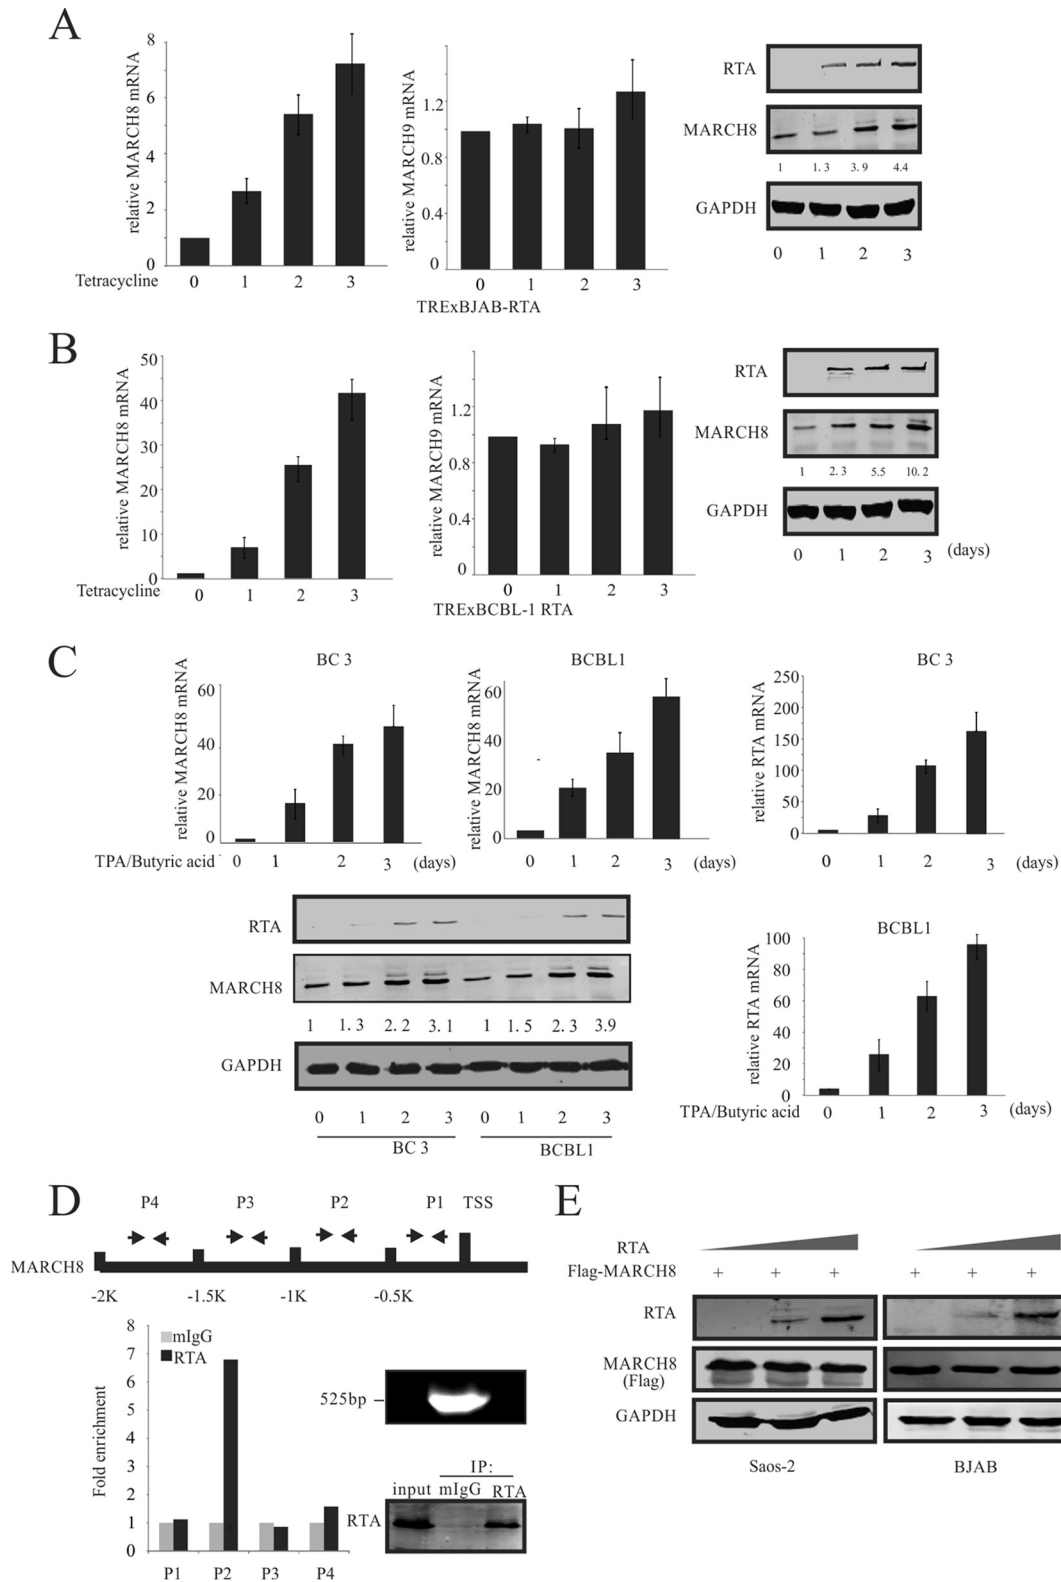 A
relative MARCH8 mRNA
8
6
4
2
0
Tetracycline
0 1 2 3
relative MARCH9 mRNA
1.2
0.8
0.4
0
0 1 2 3
TRExBJAB-RTA
RTA
MARCH8
1 1.3 3.9 4.4
GAPDH
0 1 2 3
B
relative MARCH8 mRNA
50
40
30
20
10
0
Tetracycline
0 1 2 3
relative MARCH9 mRNA
1.2
0.8
0.4
0
0 1 2 3
TRExBCBL-1 RTA
RTA
MARCH8
1 2.3 5.5 10.2
GAPDH
0 1 2 3 (days)
C
BC 3
relative MARCH8 mRNA
60
40
20
0
TPA/Butyric acid
0 1 2 3 (days)
BCBL1
relative MARCH8 mRNA
60
40
20
0
0 1 2 3 (days)
BC 3
relative RTA mRNA
250
150
100
50
0
0 1 2 3 (days)
RTA
MARCH8
1 1.3 2.2 3.1 1 1.5 2.3 3.9
GAPDH
0 1 2 3 0 1 2 3
BC 3 BCBL1
BCBL1
relative RTA mRNA
100
80
60
40
20
0
TPA/Butyric acid
0 1 2 3 (days)
D
P4 P3 P2 P1 TSS
MARCH8
-2K -1.5K -1K -0.5K
Fold enrichment
8
7
6
5
4
3
2
1
0
mIgG
RTA
P1 P2 P3 P4
525bp
IP:
input mIgG RTA
RTA
E
RTA
Flag-MARCH8 + + + + + +
RTA
MARCH8
(Flag)
GAPDH
Saos-2 BJAB